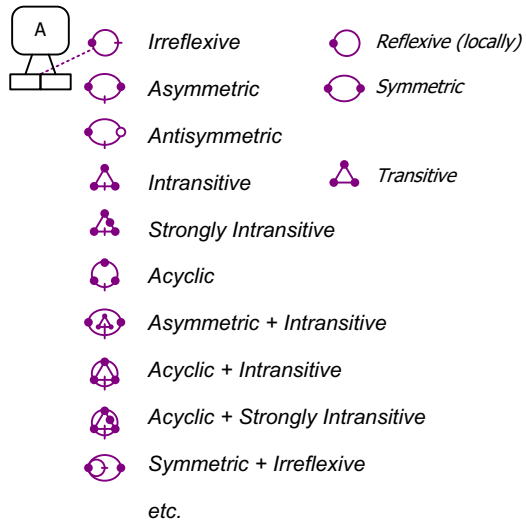 A
Irreflexive
Reflexive (locally)
Asymmetric
Symmetric
Antisymmetric
Intransitive
Transitive
Strongly Intransitive
Acyclic
Asymmetric + Intransitive
Acyclic + Intransitive
Acyclic + Strongly Intransitive
Symmetric + Irreflexive
etc.